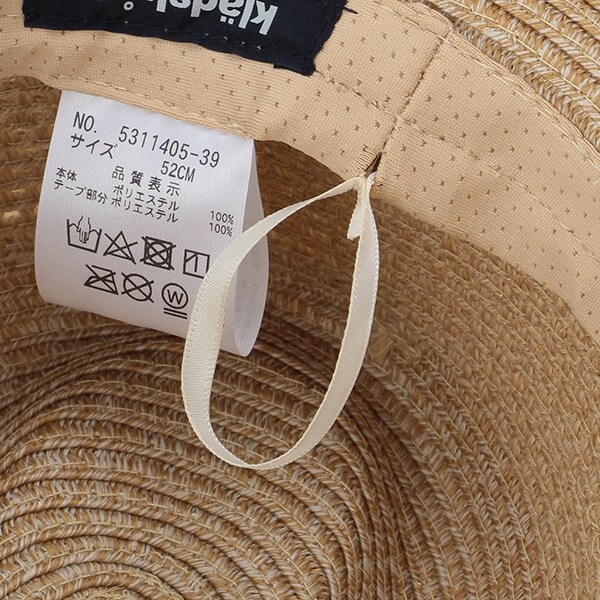 NO. 5311405-39
サイズ 52CM
品質表示
本体 ポリエステル 100%
テープ部分 ポリエステル 100%